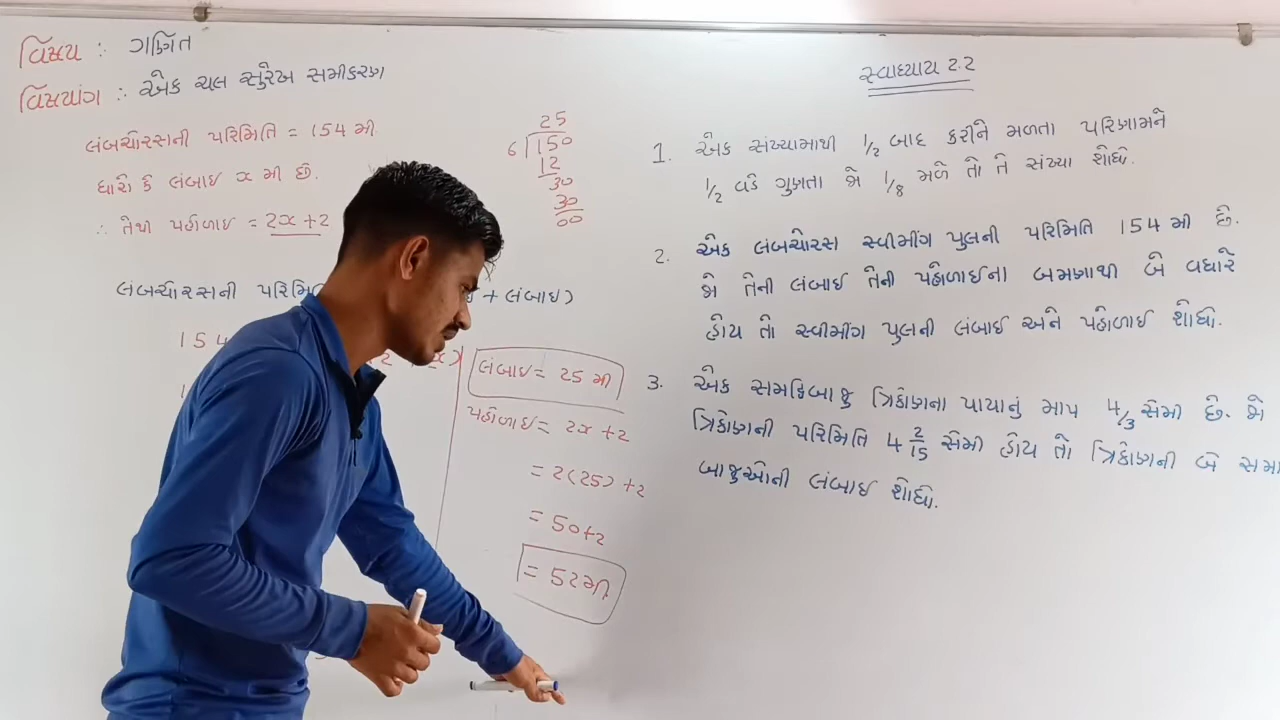 વિષય : ગણિત
વિષયાંગ : એક ચલ સુરેખ સમીકરણ
લંબચોરસની પરિમિતિ = 154 મી.
ધારો કે લંબાઈ x મી છે.
∴ તેથી પહોળાઈ = 2x + 2
લંબચોરસની
+ લંબાઈ)
154
x)
25
6 150
12
30
30
00
લંબાઈ = 25 મી
પહોળાઈ = 2x + 2
= 2(25) + 2
= 50 + 2
= 52 મી
સ્વાધ્યાય 2.2
1. એક સંખ્યામાથી 1/2 બાદ કરીને મળતા પરિણામને
1/2 વડે ગુણતા જો 1/8 મળે તો તે સંખ્યા શોધો.
2. એક લંબચોરસ સ્વીમીંગ પુલની પરિમિતિ 154 મી છે.
જો તેની લંબાઈ તેની પહોળાઈના બમણાથી બે વધારે
હોય તો સ્વીમીંગ પુલની લંબાઈ અને પહોળાઈ શોધો.
3. એક સમદ્વિબાજુ ત્રિકોણના પાયાનું માપ 4/3 સેમી છે. જો
ત્રિકોણની પરિમિતિ 4 2/15 સેમી હોય તો ત્રિકોણની બે સમા
બાજુઓની લંબાઈ શોધો.